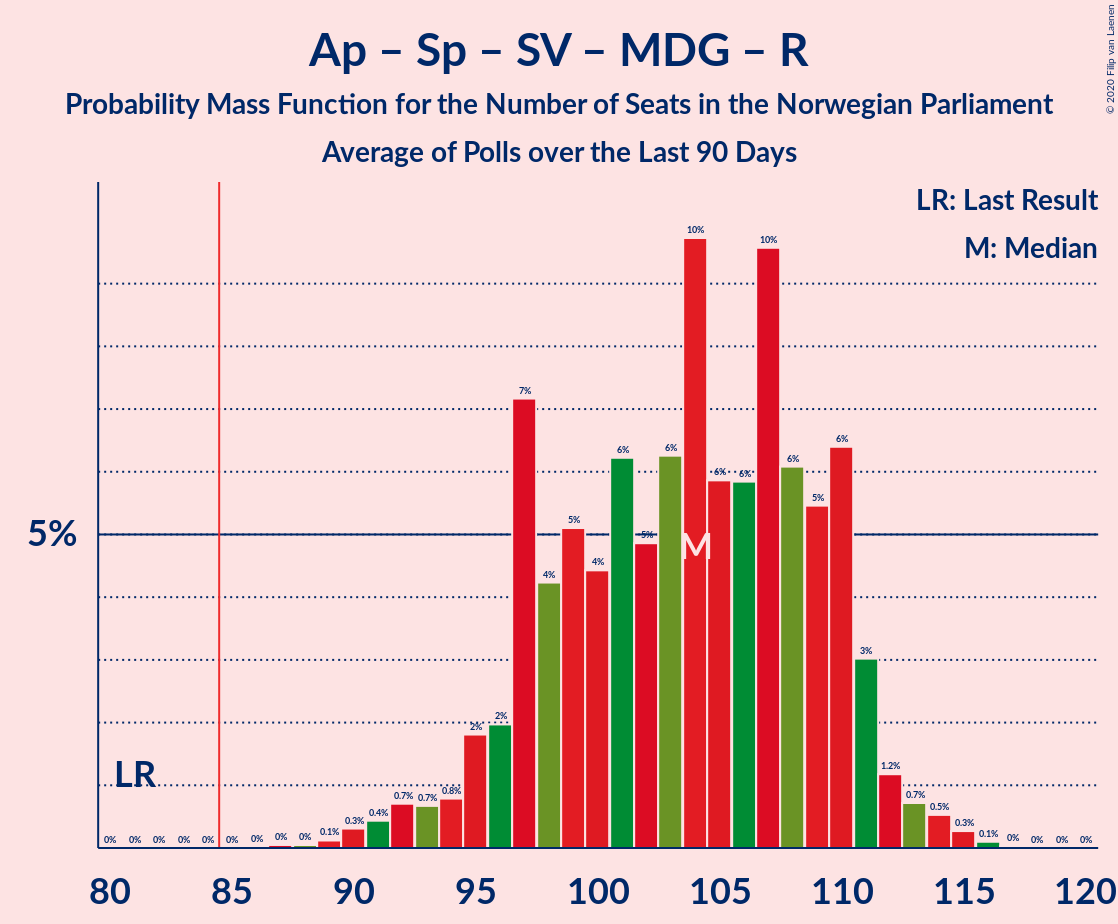 Ap – Sp – SV – MDG – R
Probability Mass Function for the Number of Seats in the Norwegian Parliament
Average of Polls over the Last 90 Days
© 2020 Filip van Laenen
LR: Last Result
M: Median
5%
LR
M
0% 0% 0% 0% 0% 0% 0% 0% 0% 0.1% 0.3% 0.4% 0.7% 0.7% 0.8% 2% 2% 7% 4% 5% 4% 6% 5% 6% 10% 6% 6% 10% 6% 5% 6% 3% 1.2% 0.7% 0.5% 0.3% 0.1% 0% 0% 0% 0%
80 85 90 95 100 105 110 115 120